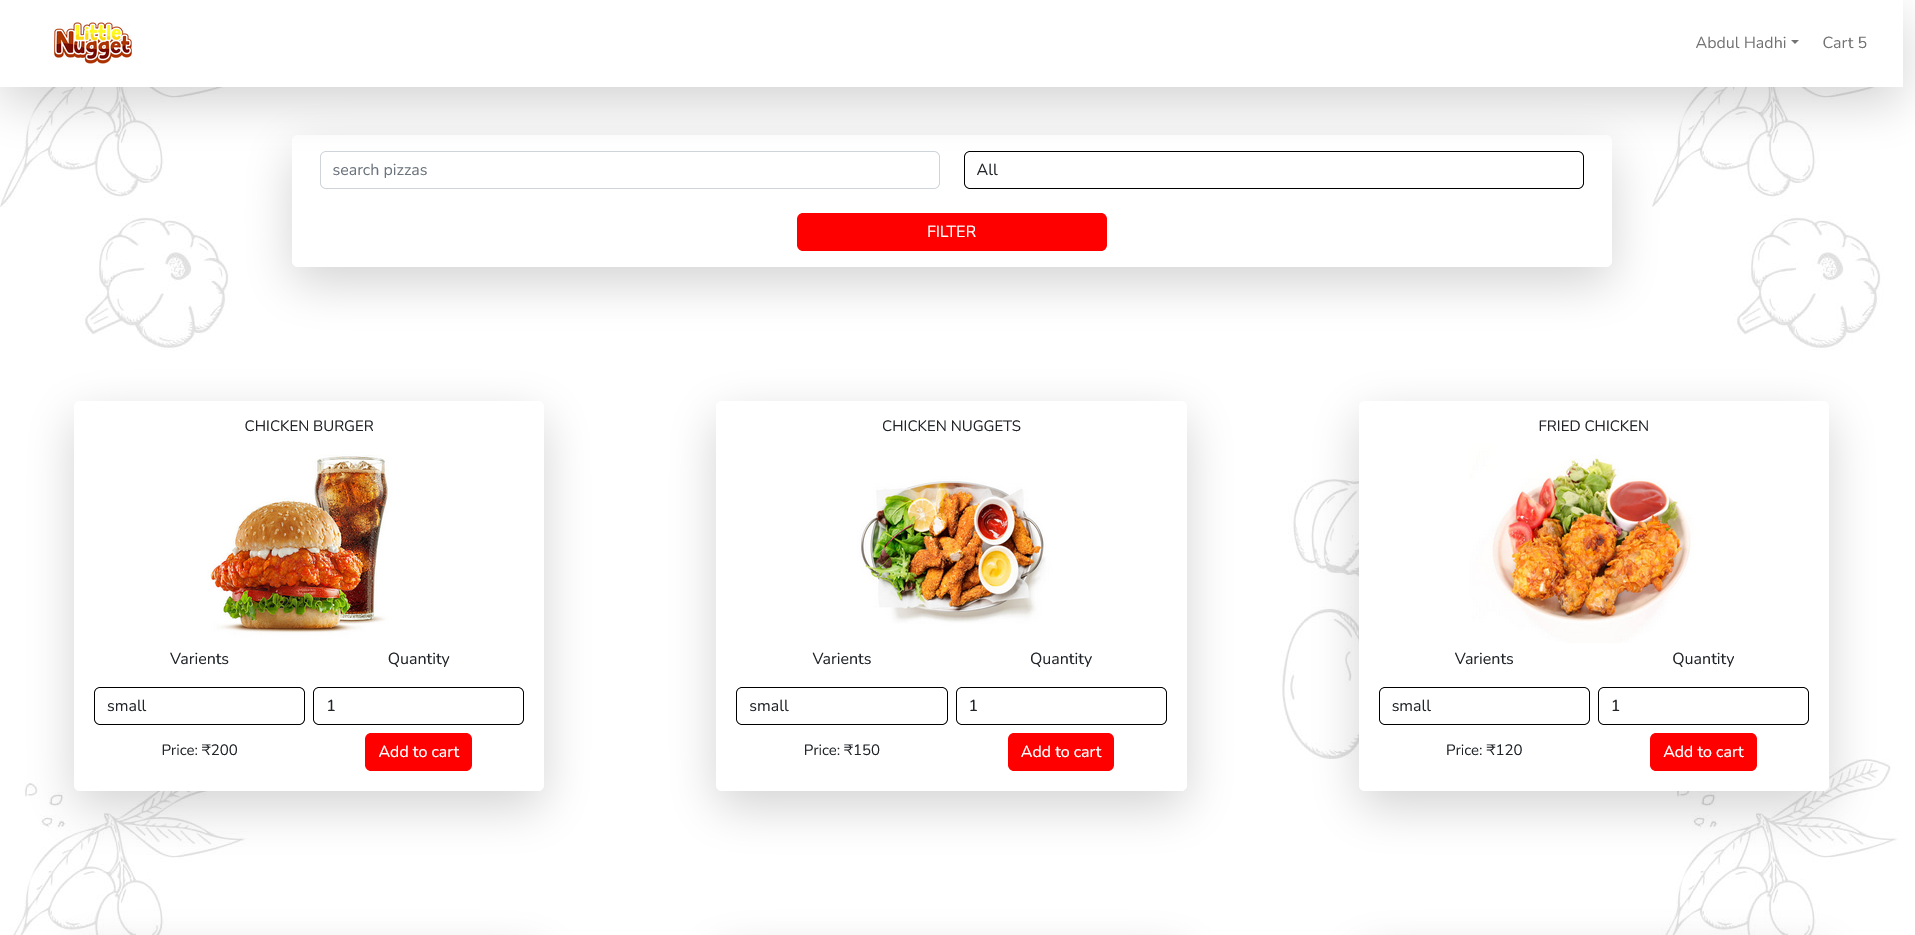 Little
Nugget
Abdul Hadhi Cart 5
search pizzas All
FILTER
CHICKEN BURGER
Varients Quantity
small 1
Price: ₹200 Add to cart
CHICKEN NUGGETS
Varients Quantity
small 1
Price: ₹150 Add to cart
FRIED CHICKEN
Varients Quantity
small 1
Price: ₹120 Add to cart